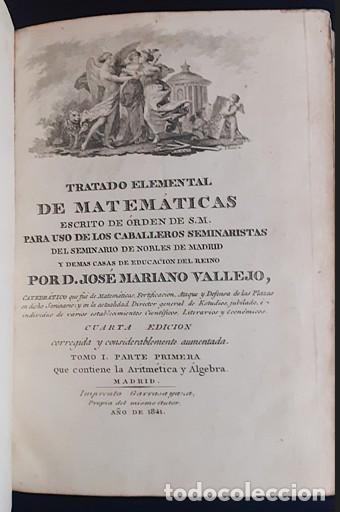 TRATADO ELEMENTAL
DE MATEMÁTICAS
ESCRITO DE ÓRDEN DE S.M.
PARA USO DE LOS CABALLEROS SEMINARISTAS
DEL SEMINARIO DE NOBLES DE MADRID
Y DEMAS CASAS DE EDUCACION DEL REINO
POR D. JOSÉ MARIANO VALLEJO,
CATEDRÁTICO que fué de Matemáticas, Fortificacion, Ataque y Defensa de las Plazas
en dicho Seminario; y en la actualidad, Director general de Estudios, jubilado, é
individuo de varios establecimientos Científicos, Literarios y Económicos.
CUARTA EDICION
corregida y considerablemente aumentada.
TOMO I. PARTE PRIMERA
que contiene la Aritmética y Álgebra.
MADRID.
Imprenta Garrasayaza,
Propia del mismo Autor.
AÑO DE 1841.
todocoleccion.net